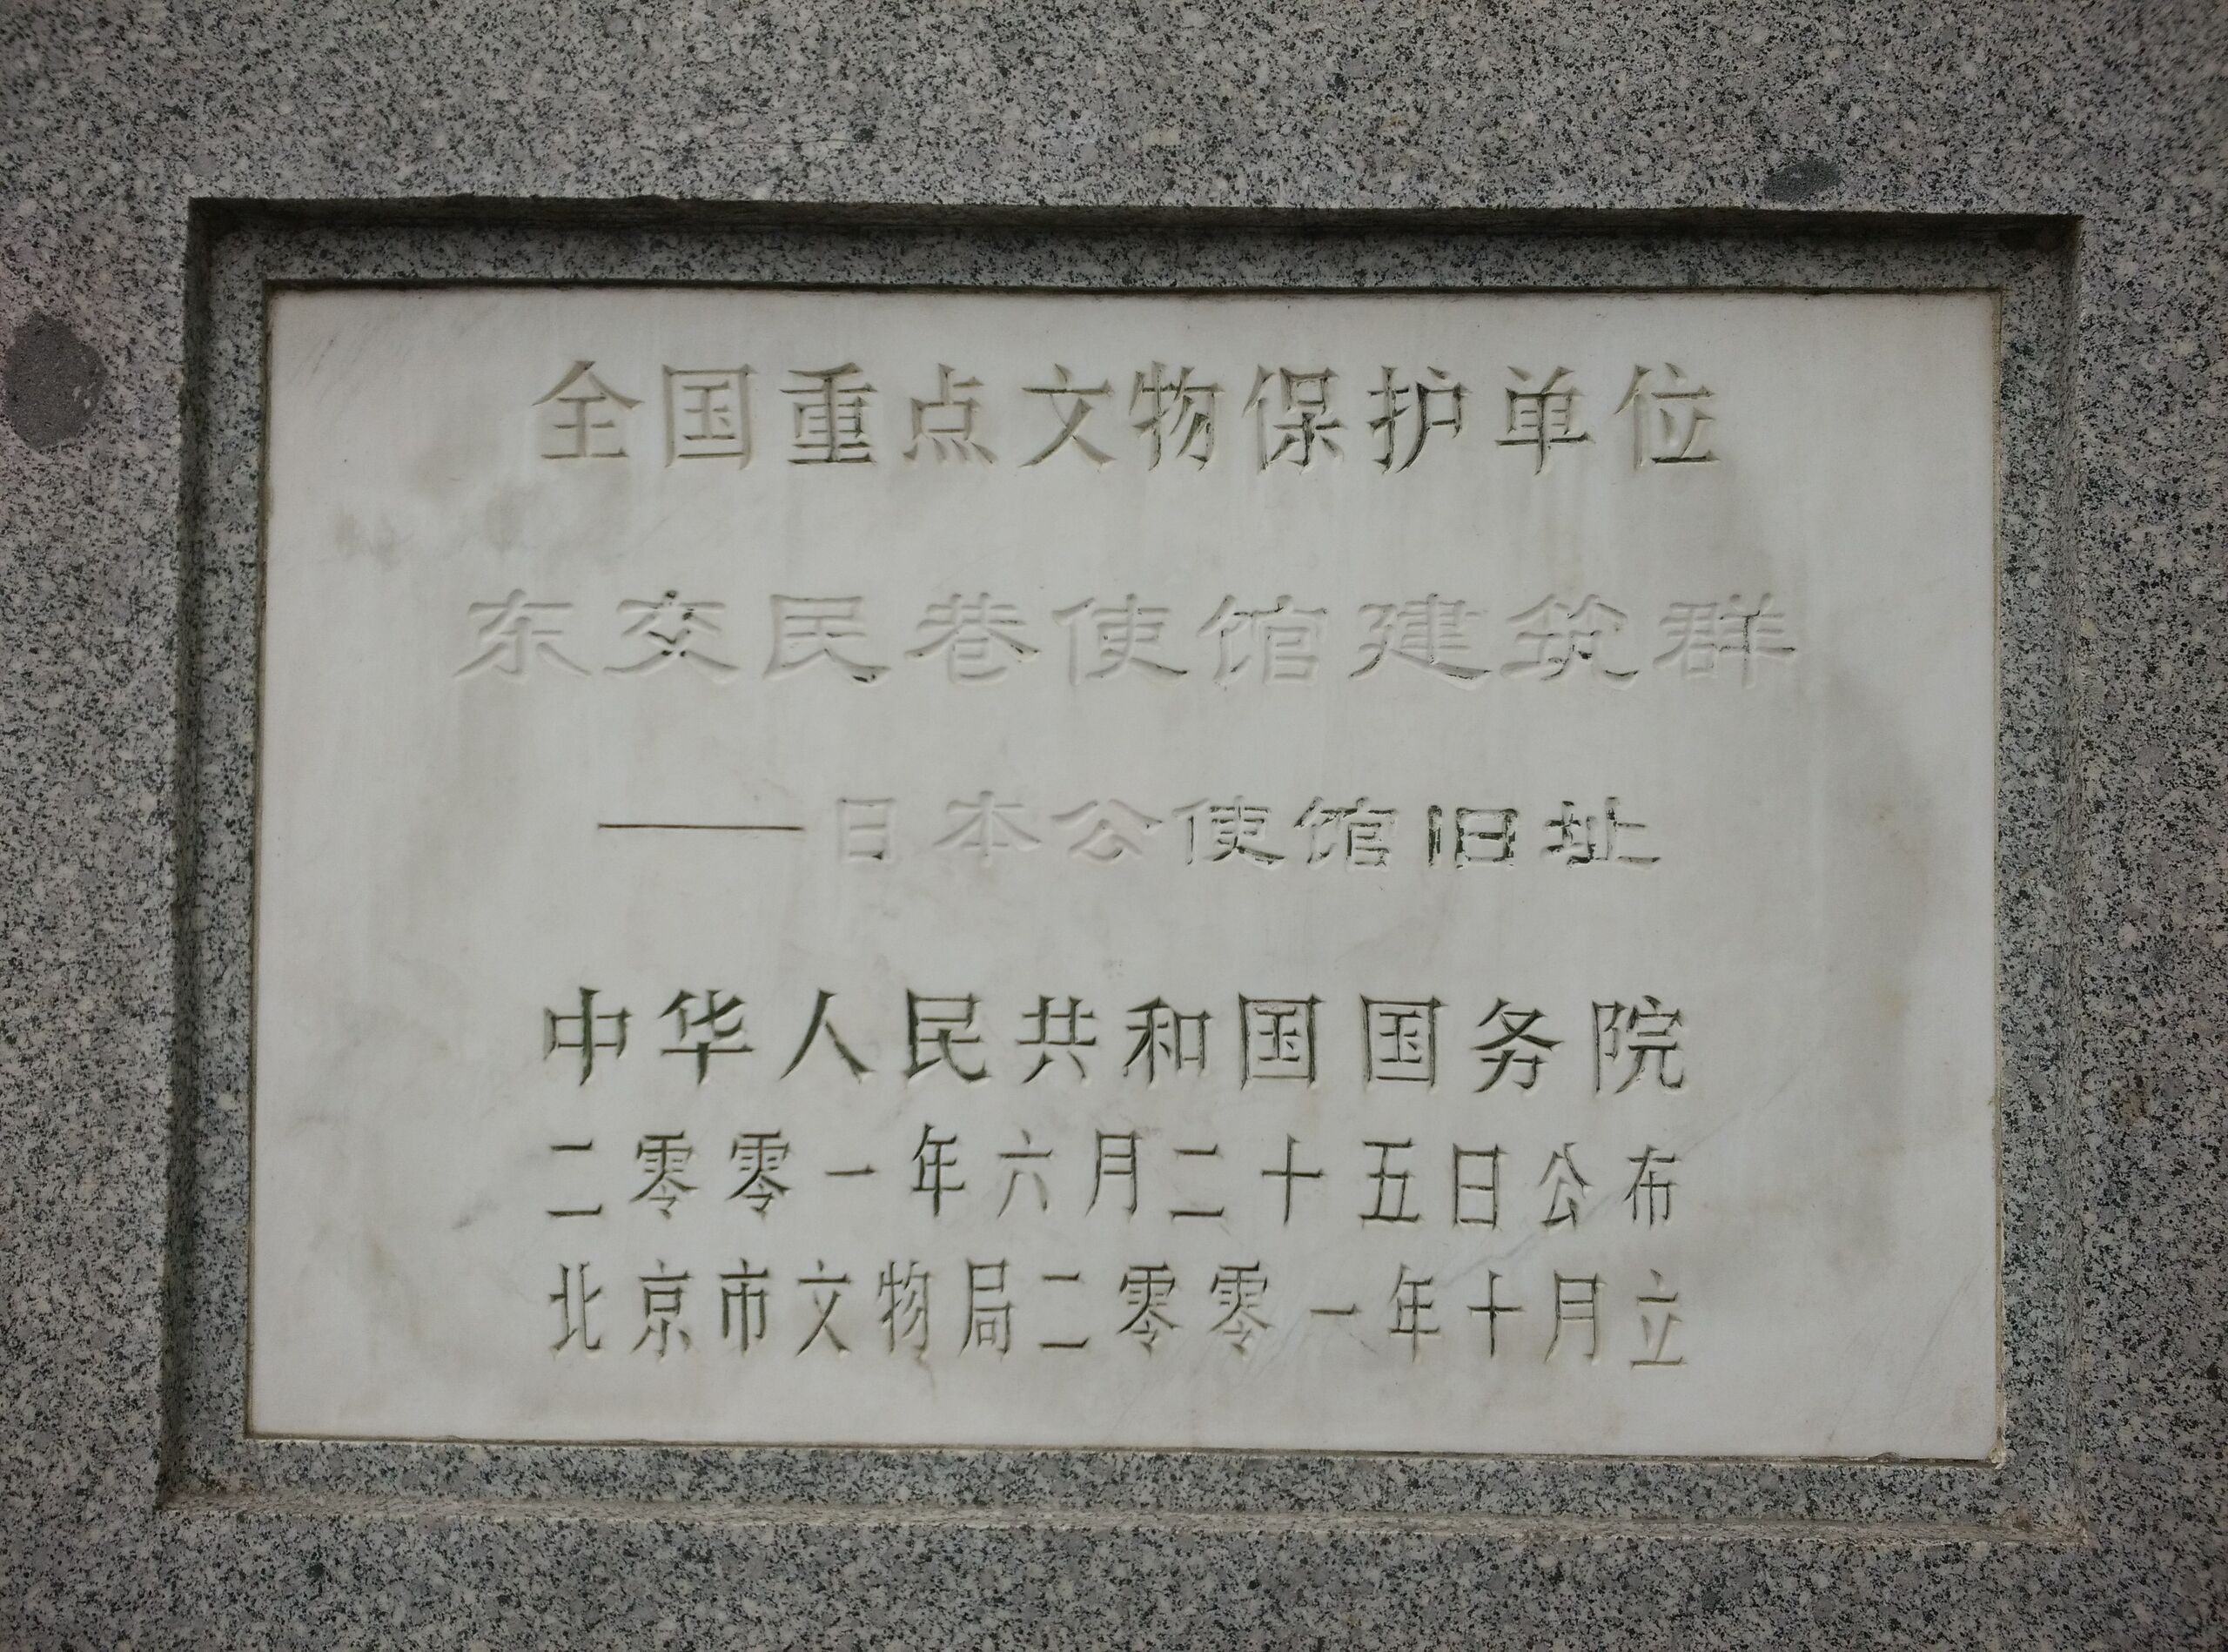 全国重点文物保护单位
东交民巷使馆建筑群
——日本公使馆旧址
中华人民共和国国务院
二零零一年六月二十五日公布
北京市文物局二零零一年十月立